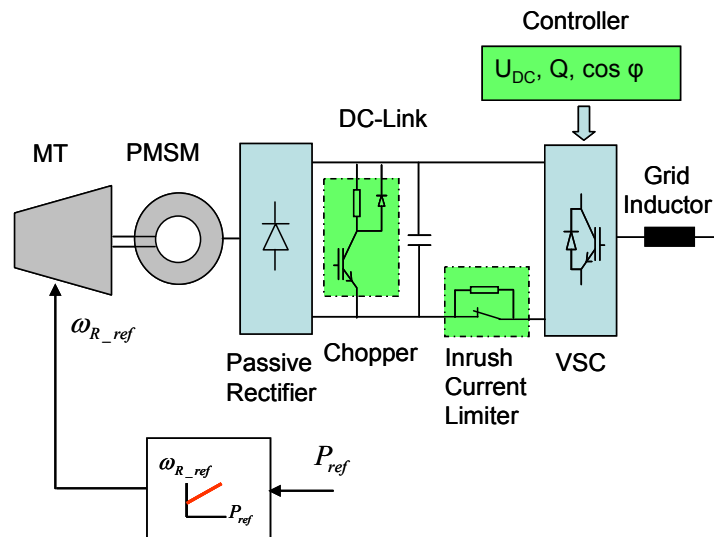 Controller
U_DC, Q, cos φ
DC-Link
MT
PMSM
Grid
Inductor
ω_R_ref
Passive
Rectifier
Chopper
Inrush
Current
Limiter
VSC
ω_R_ref
P_ref
P_ref